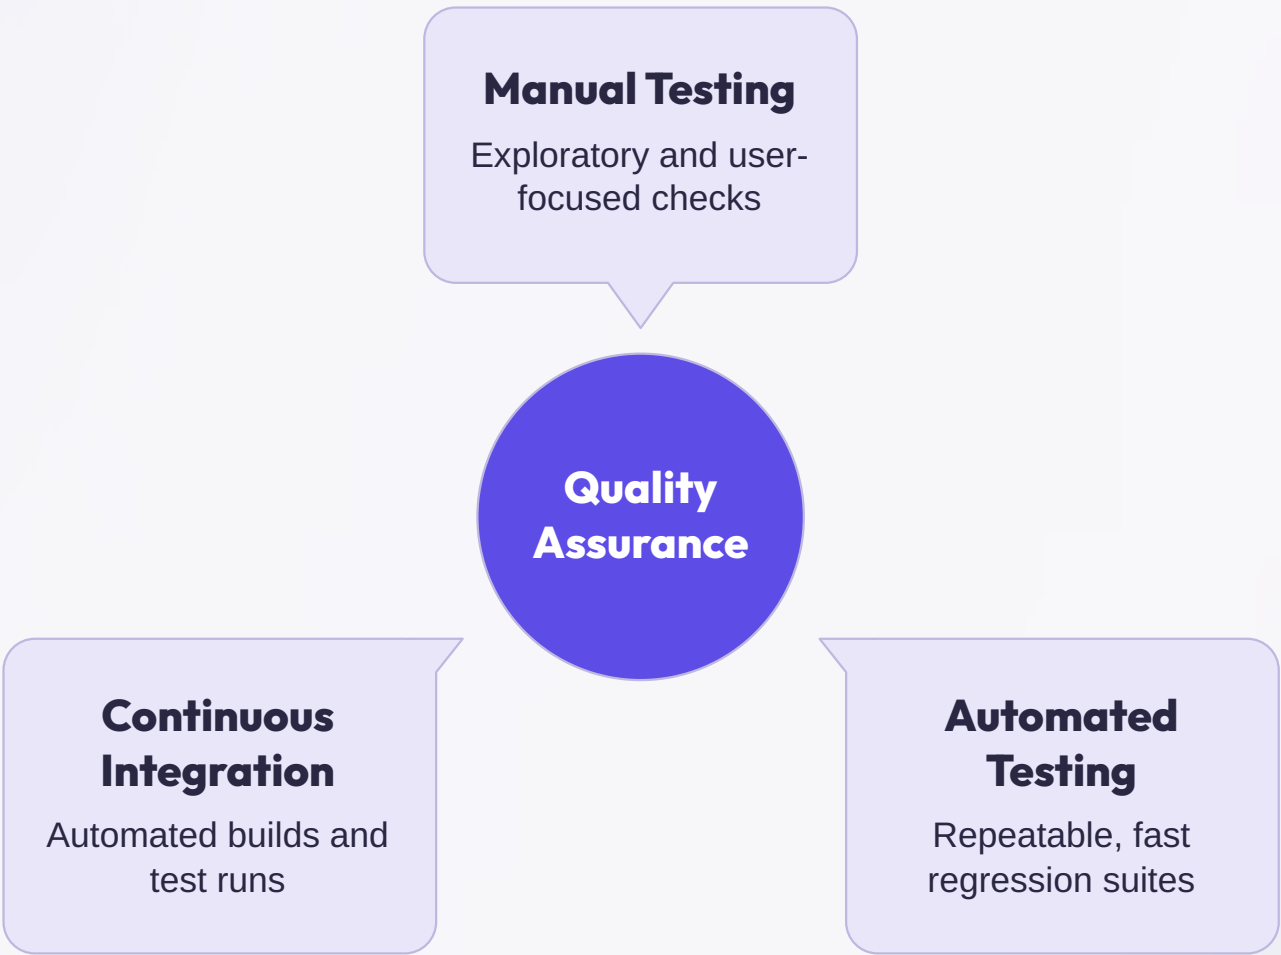 Manual Testing
Exploratory and user-
focused checks
Quality
Assurance
Continuous
Integration
Automated builds and
test runs
Automated
Testing
Repeatable, fast
regression suites